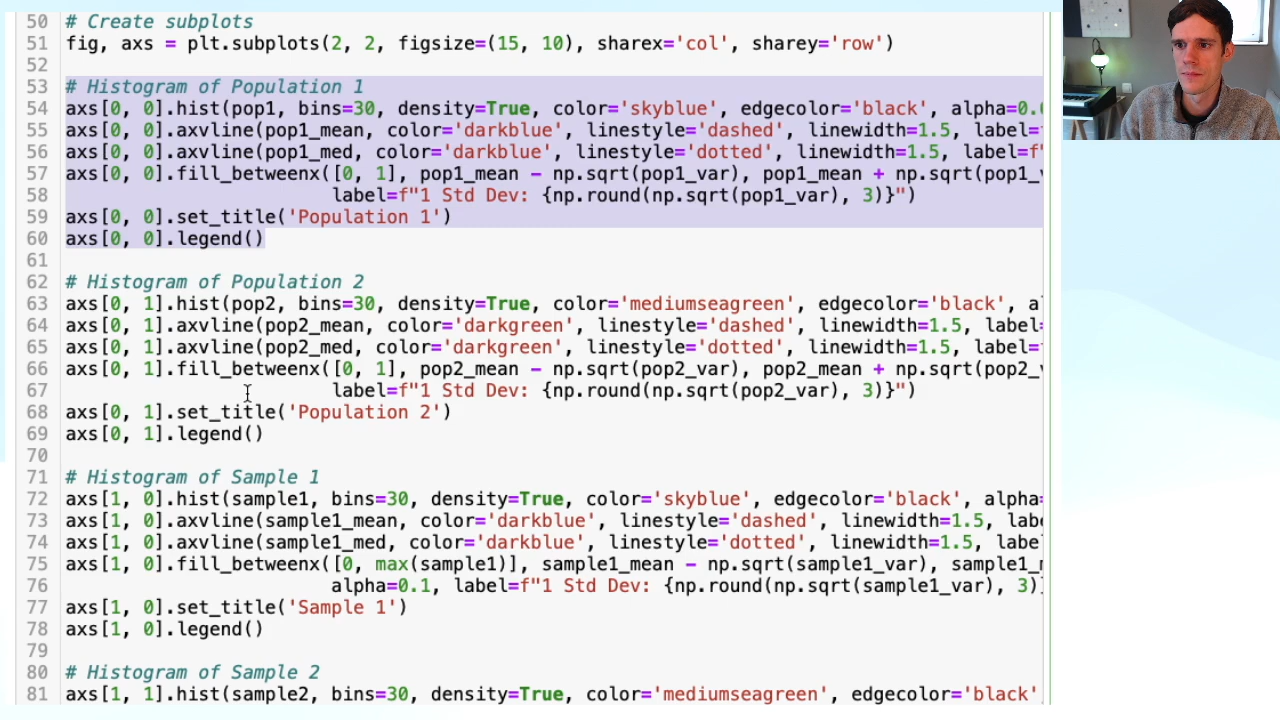 50 # Create subplots
51 fig, axs = plt.subplots(2, 2, figsize=(15, 10), sharex='col', sharey='row')
52
53 # Histogram of Population 1
54 axs[0, 0].hist(pop1, bins=30, density=True, color='skyblue', edgecolor='black', alpha=0.
55 axs[0, 0].axvline(pop1_mean, color='darkblue', linestyle='dashed', linewidth=1.5, label=
56 axs[0, 0].axvline(pop1_med, color='darkblue', linestyle='dotted', linewidth=1.5, label=f"
57 axs[0, 0].fill_betweenx([0, 1], pop1_mean - np.sqrt(pop1_var), pop1_mean + np.sqrt(pop1_
58 label=f"1 Std Dev: {np.round(np.sqrt(pop1_var), 3)}")
59 axs[0, 0].set_title('Population 1')
60 axs[0, 0].legend()
61
62 # Histogram of Population 2
63 axs[0, 1].hist(pop2, bins=30, density=True, color='mediumseagreen', edgecolor='black', a
64 axs[0, 1].axvline(pop2_mean, color='darkgreen', linestyle='dashed', linewidth=1.5, label
65 axs[0, 1].axvline(pop2_med, color='darkgreen', linestyle='dotted', linewidth=1.5, label=
66 axs[0, 1].fill_betweenx([0, 1], pop2_mean - np.sqrt(pop2_var), pop2_mean + np.sqrt(pop2_
67 label=f"1 Std Dev: {np.round(np.sqrt(pop2_var), 3)}")
68 axs[0, 1].set_title('Population 2')
69 axs[0, 1].legend()
70
71 # Histogram of Sample 1
72 axs[1, 0].hist(sample1, bins=30, density=True, color='skyblue', edgecolor='black', alpha=
73 axs[1, 0].axvline(sample1_mean, color='darkblue', linestyle='dashed', linewidth=1.5, labe
74 axs[1, 0].axvline(sample1_med, color='darkblue', linestyle='dotted', linewidth=1.5, label
75 axs[1, 0].fill_betweenx([0, max(sample1)], sample1_mean - np.sqrt(sample1_var), sample1_
76 alpha=0.1, label=f"1 Std Dev: {np.round(np.sqrt(sample1_var), 3)
77 axs[1, 0].set_title('Sample 1')
78 axs[1, 0].legend()
79
80 # Histogram of Sample 2
81 axs[1, 1].hist(sample2, bins=30, density=True, color='mediumseagreen', edgecolor='black'